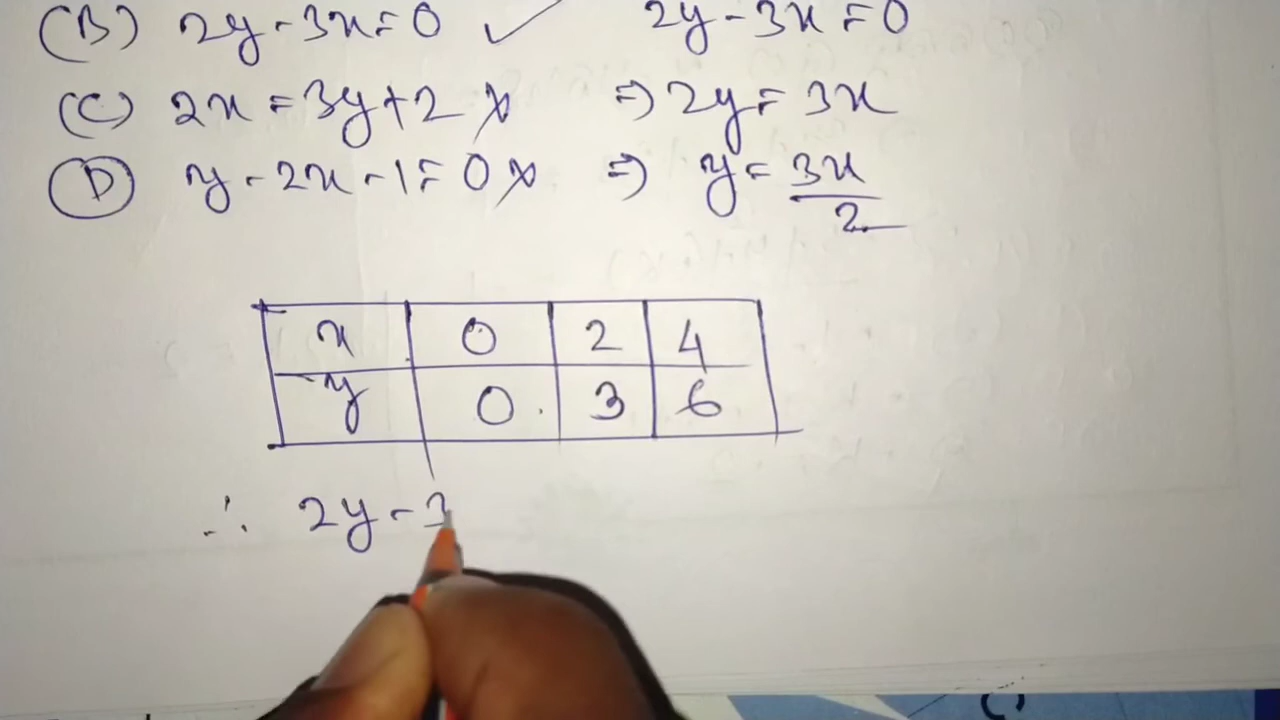 (B) 2y - 3x = 0 ✓ 2y - 3x = 0
(C) 2x = 3y + 2 × ⇒ 2y = 3x
(D) y - 2x - 1 = 0 × ⇒ y = 3x/2
x 0 2 4
y 0 3 6
∴ 2y - 3